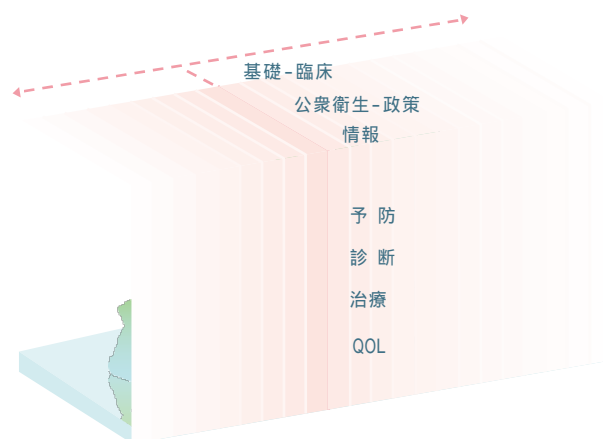 基礎-臨床
公衆衛生-政策
情報
予 防
診 断
治療
QOL